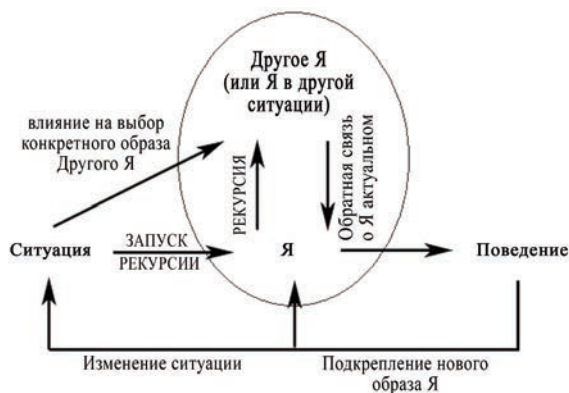 Другое Я
(или Я в другой
ситуации)
влияние на выбор
конкретного образа
Другого Я
РЕКУРСИЯ
Обратная связь
о Я актуальном
Ситуация
ЗАПУСК
РЕКУРСИИ
Я
Поведение
Изменение ситуации
Подкрепление нового
образа Я